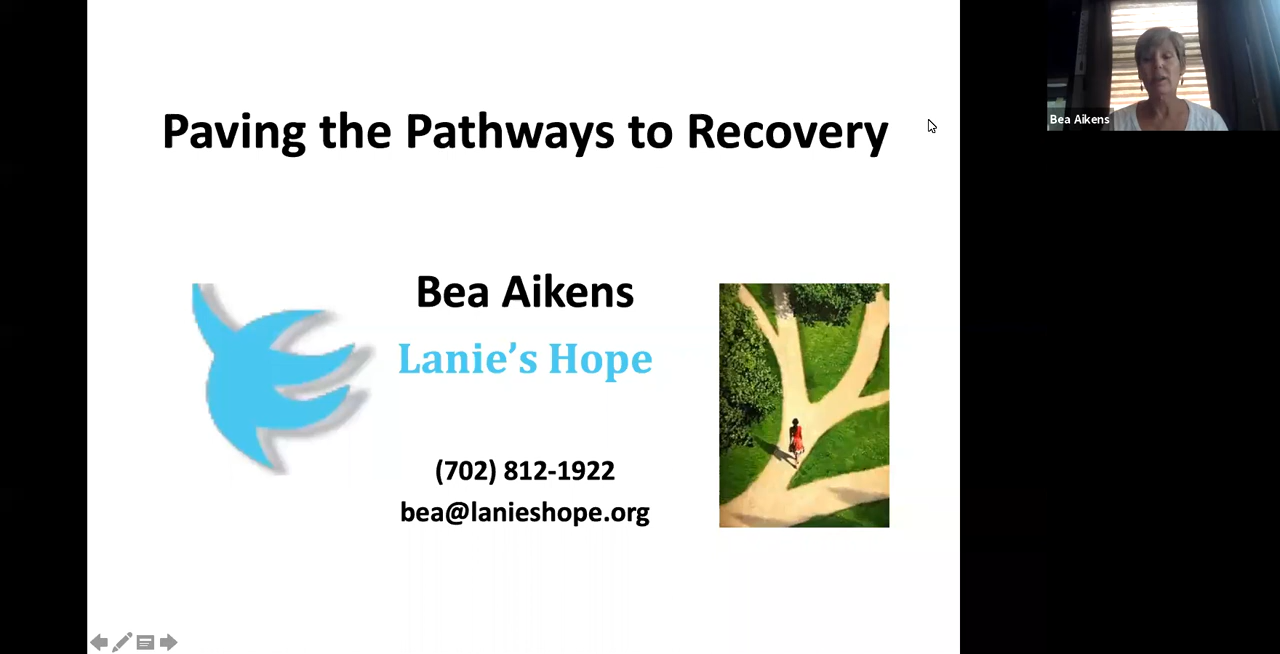 Paving the Pathways to Recovery
Bea Aikens
Lanie’s Hope
(702) 812-1922
bea@lanieshope.org
Bea Aikens